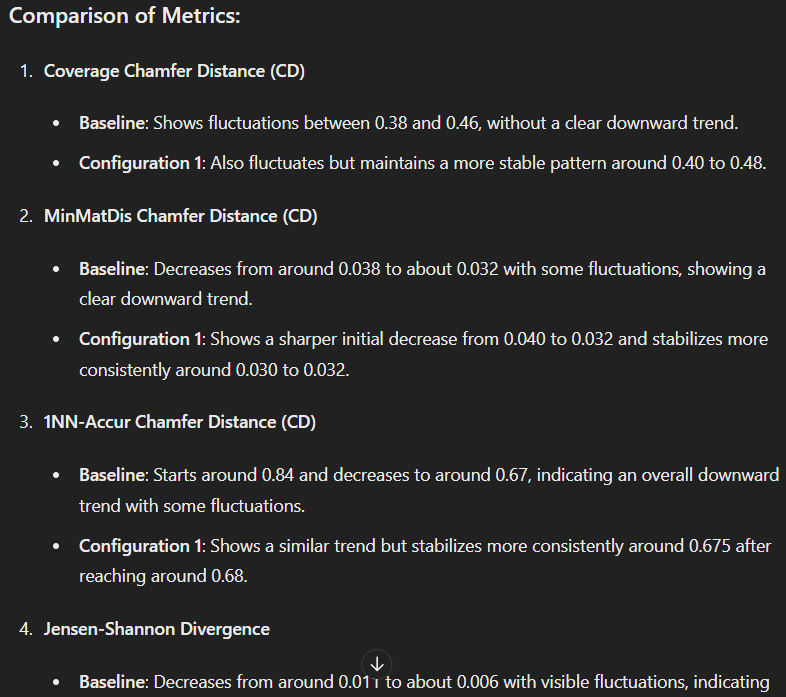 Comparison of Metrics:
1. Coverage Chamfer Distance (CD)
• Baseline: Shows fluctuations between 0.38 and 0.46, without a clear downward trend.
• Configuration 1: Also fluctuates but maintains a more stable pattern around 0.40 to 0.48.
2. MinMatDis Chamfer Distance (CD)
• Baseline: Decreases from around 0.038 to about 0.032 with some fluctuations, showing a
clear downward trend.
• Configuration 1: Shows a sharper initial decrease from 0.040 to 0.032 and stabilizes more
consistently around 0.030 to 0.032.
3. 1NN-Accur Chamfer Distance (CD)
• Baseline: Starts around 0.84 and decreases to around 0.67, indicating an overall downward
trend with some fluctuations.
• Configuration 1: Shows a similar trend but stabilizes more consistently around 0.675 after
reaching around 0.68.
4. Jensen-Shannon Divergence
• Baseline: Decreases from around to about 0.006 with visible fluctuations, indicating